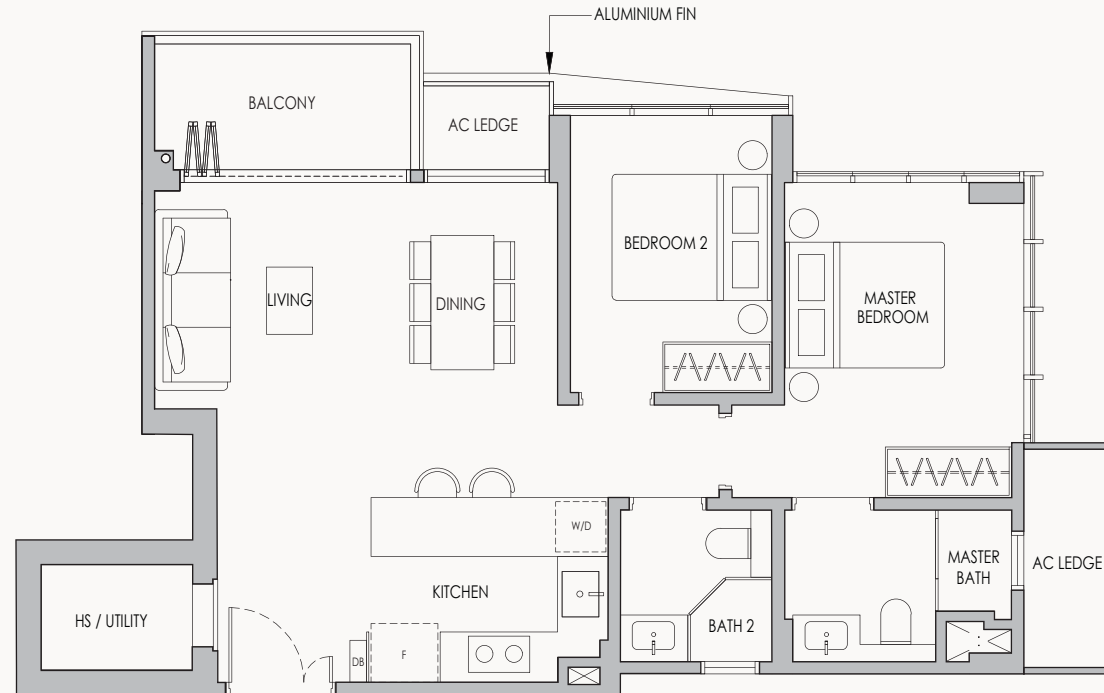 ALUMINIUM FIN
BALCONY
AC LEDGE
BEDROOM 2
LIVING
DINING
MASTER
BEDROOM
W/D
KITCHEN
MASTER
BATH
AC LEDGE
HS / UTILITY
BATH 2
DB
F